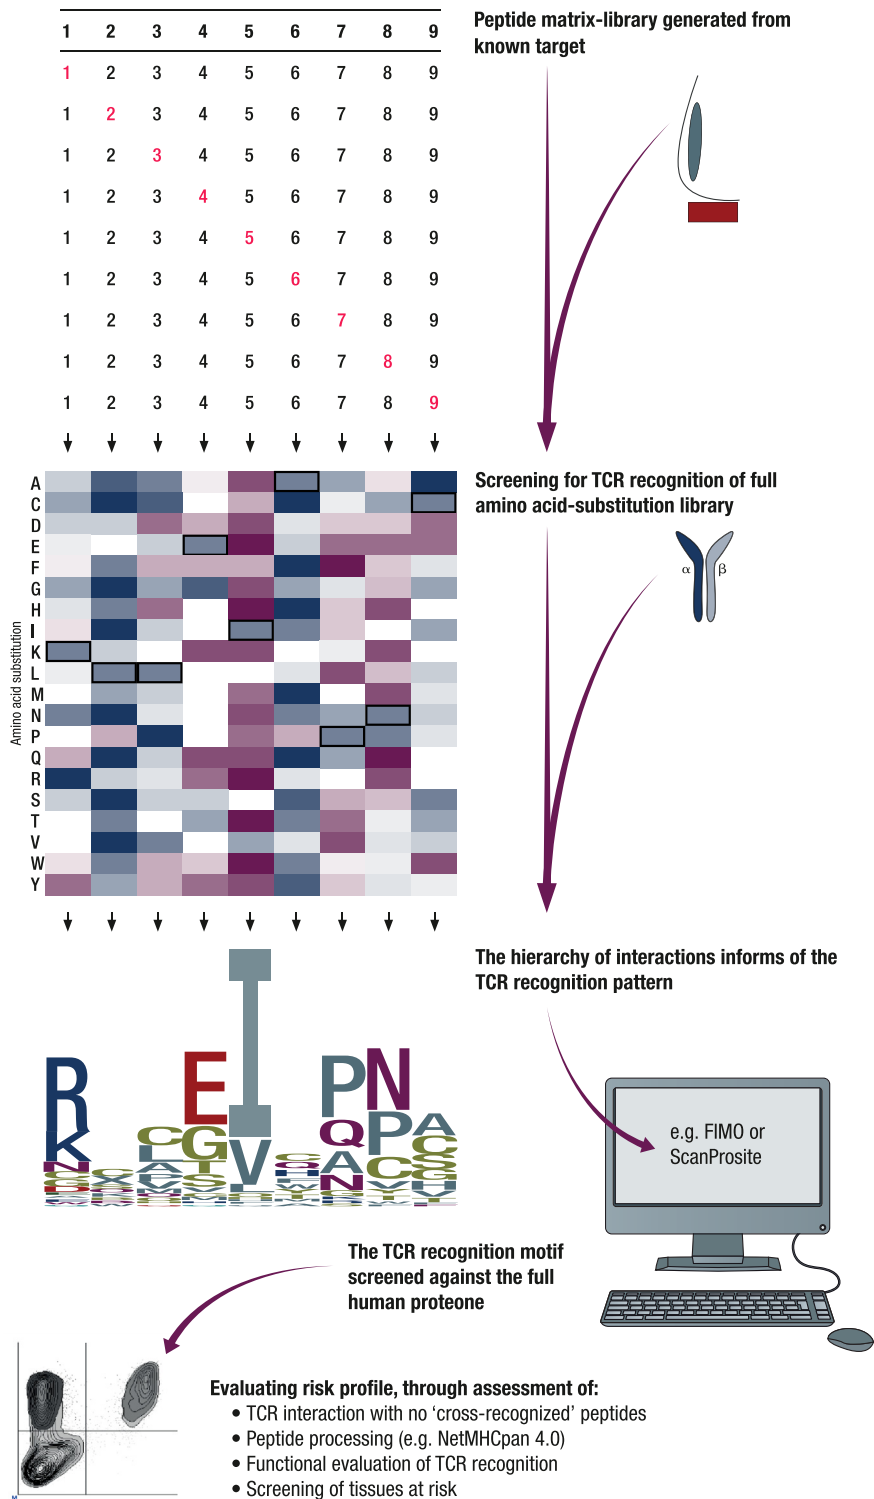 1 2 3 4 5 6 7 8 9
Peptide matrix-library generated from
known target
1 2 3 4 5 6 7 8 9
1 2 3 4 5 6 7 8 9
1 2 3 4 5 6 7 8 9
1 2 3 4 5 6 7 8 9
1 2 3 4 5 6 7 8 9
1 2 3 4 5 6 7 8 9
1 2 3 4 5 6 7 8 9
1 2 3 4 5 6 7 8 9
1 2 3 4 5 6 7 8 9
Amino acid substitution
A
C
D
E
F
G
H
I
K
L
M
N
P
Q
R
S
T
V
W
Y
Screening for TCR recognition of full
amino acid-substitution library
α β
The hierarchy of interactions informs of the
TCR recognition pattern
R E I P N
K G V Q P A
N C L T S A C C S
e.g. FIMO or
ScanProsite
The TCR recognition motif
screened against the full
human proteone
Evaluating risk profile, through assessment of:
• TCR interaction with no ‘cross-recognized’ peptides
• Peptide processing (e.g. NetMHCpan 4.0)
• Functional evaluation of TCR recognition
• Screening of tissues at risk